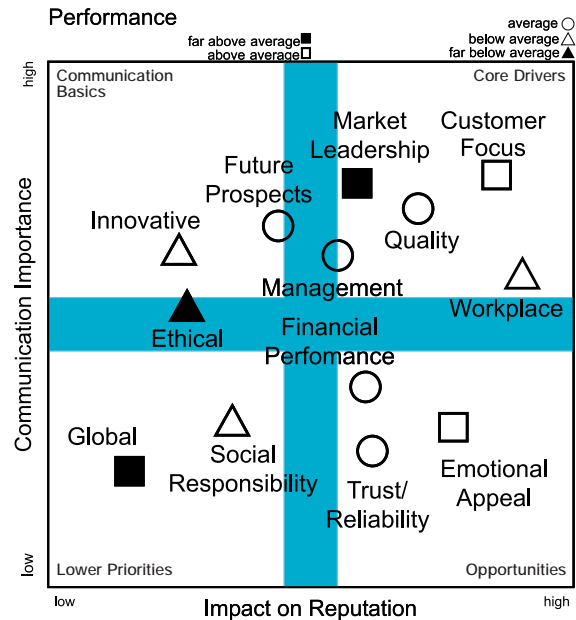 Performance
far above average
above average
average
below average
far below average
high
Communication
Basics
Core Drivers
Market
Leadership
Customer
Focus
Future
Prospects
Innovative
Quality
Management
Workplace
Ethical
Financial
Perfomance
Communication Importance
Global
Social
Responsibility
Trust/
Reliability
Emotional
Appeal
low
Lower Priorities
Opportunities
low
Impact on Reputation
high